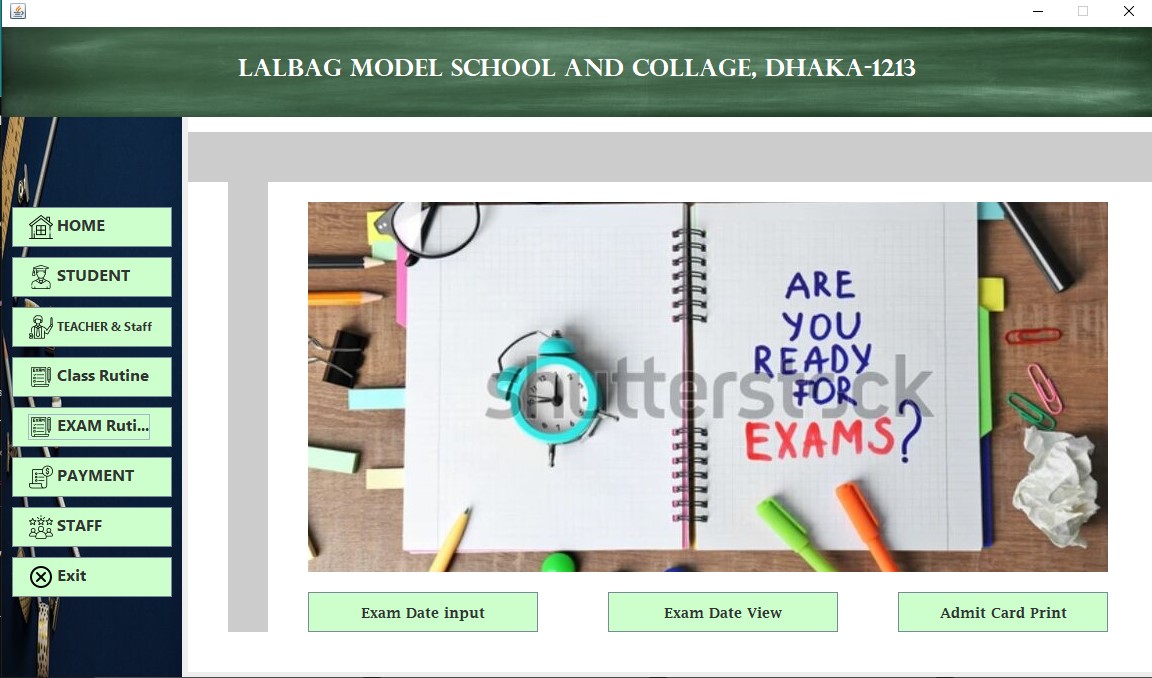 LALBAG MODEL SCHOOL AND COLLAGE, DHAKA-1213
HOME
STUDENT
TEACHER & Staff
Class Rutine
EXAM Ruti...
PAYMENT
STAFF
Exit
ARE
YOU
READY
FOR
EXAMS?
shutterstock
Exam Date input
Exam Date View
Admit Card Print